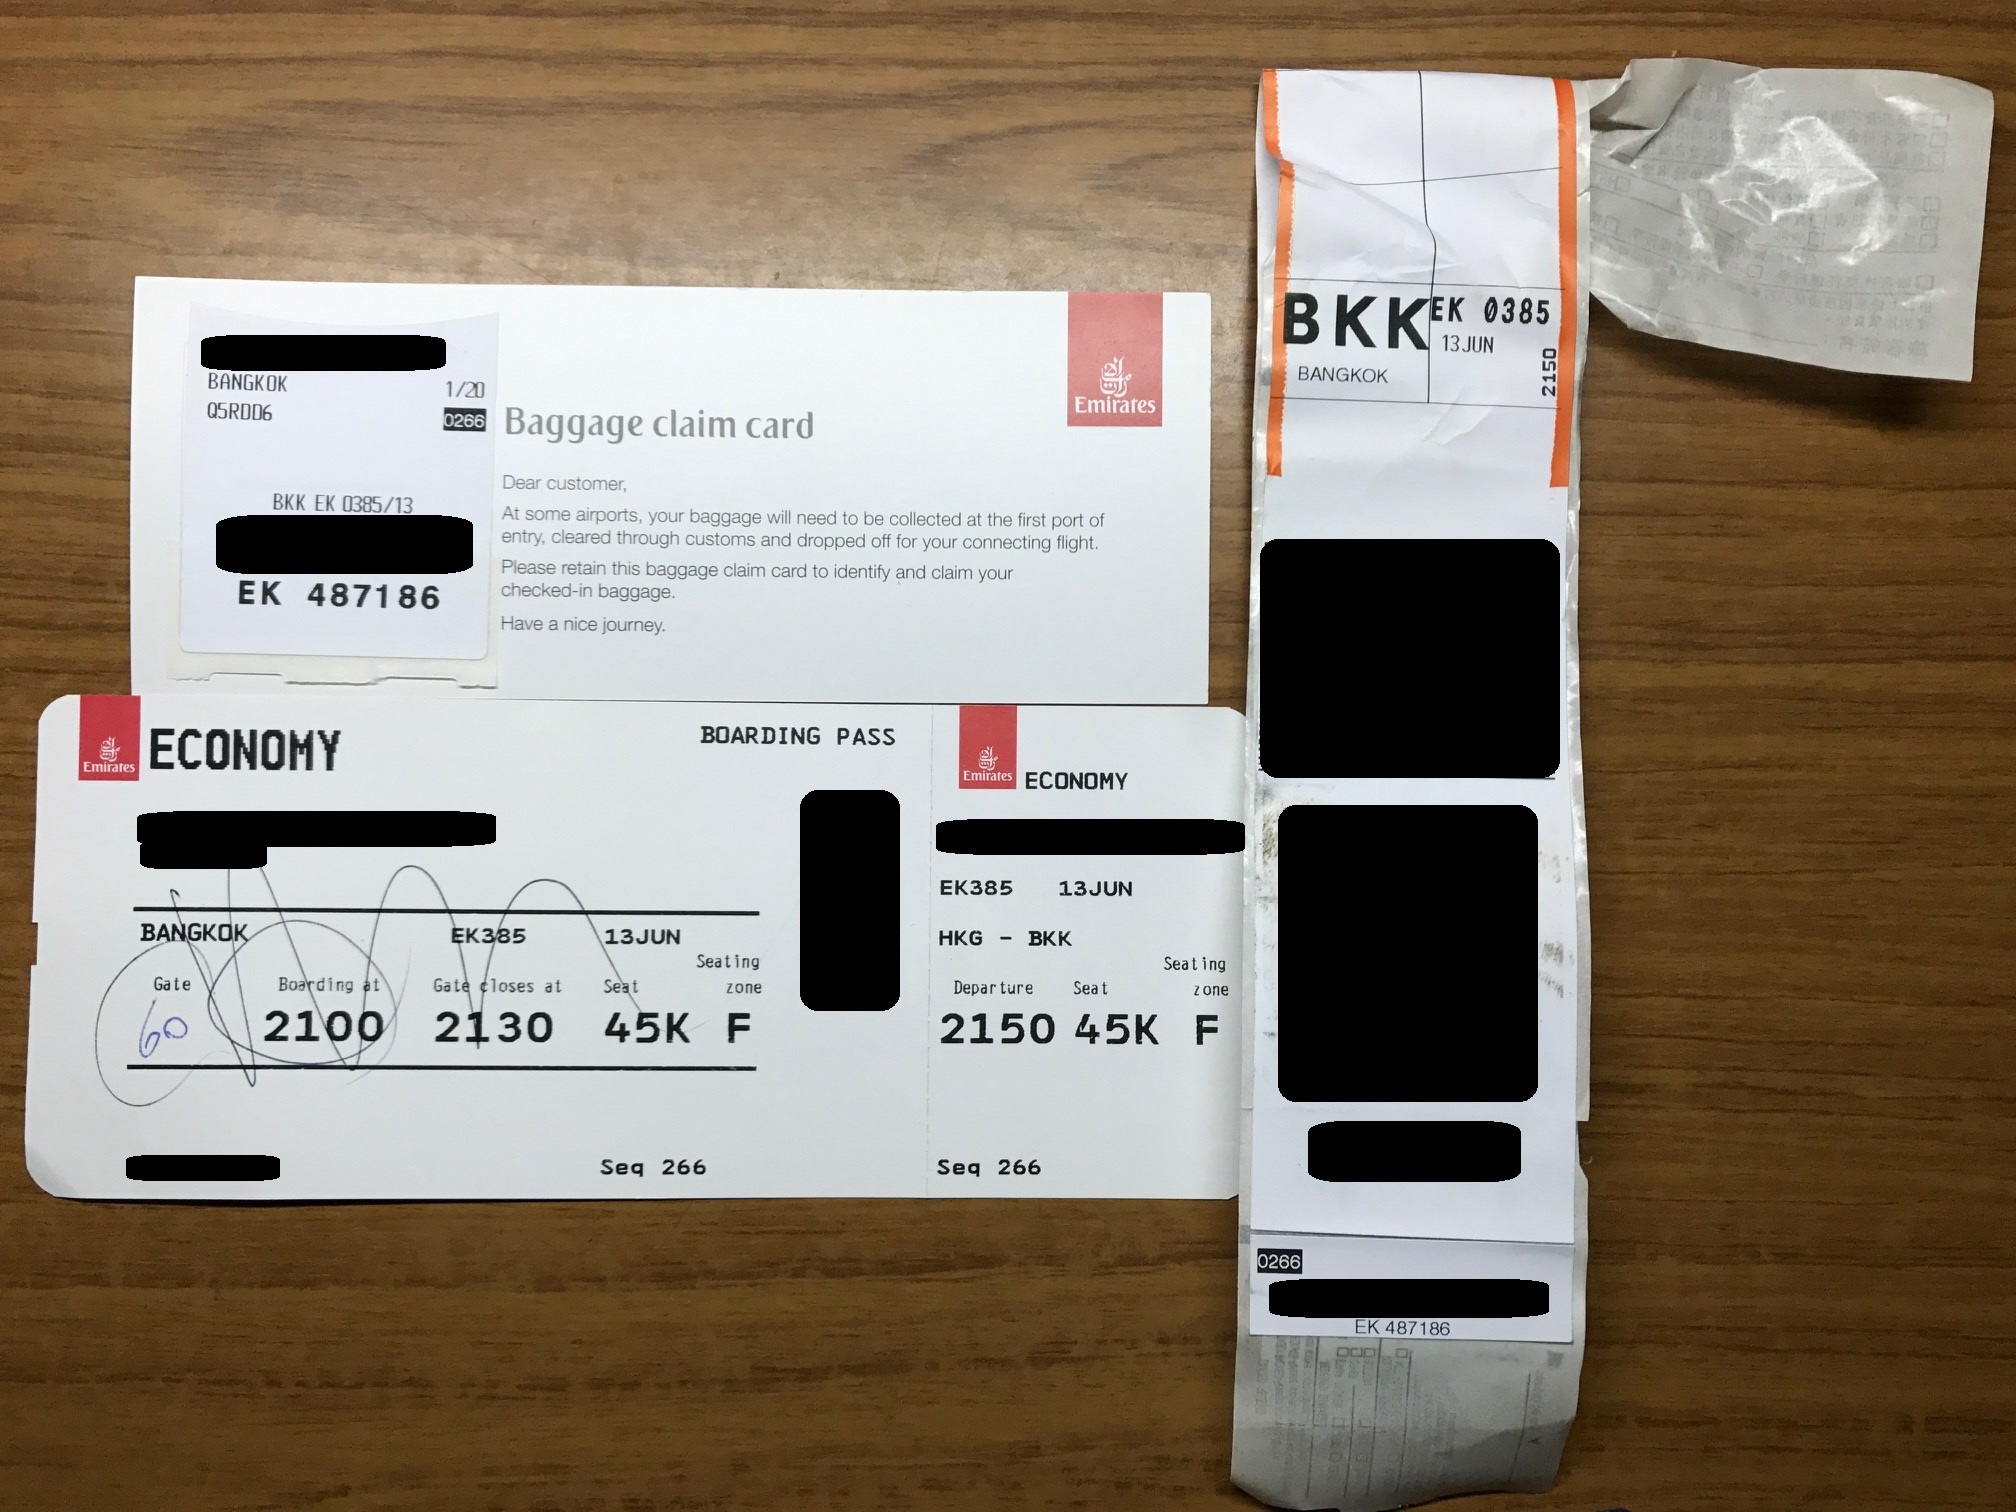 BANGKOK 1/20
Q5RDD6 0266
BKK EK 0385/13
EK 487186
Emirates
Baggage claim card
Dear customer,
At some airports, your baggage will need to be collected at the first port of
entry, cleared through customs and dropped off for your connecting flight.
Please retain this baggage claim card to identify and claim your
checked-in baggage.
Have a nice journey.
Emirates
ECONOMY
BOARDING PASS
BANGKOK EK385 13JUN
Gate Boarding at Gate closes at Seat Seating zone
60 2100 2130 45K F
Seq 266
Emirates
ECONOMY
EK385 13JUN
HKG - BKK
Departure Seat Seating zone
2150 45K F
Seq 266
BKK EK 0385
13JUN
BANGKOK
2150
0266
EK 487186